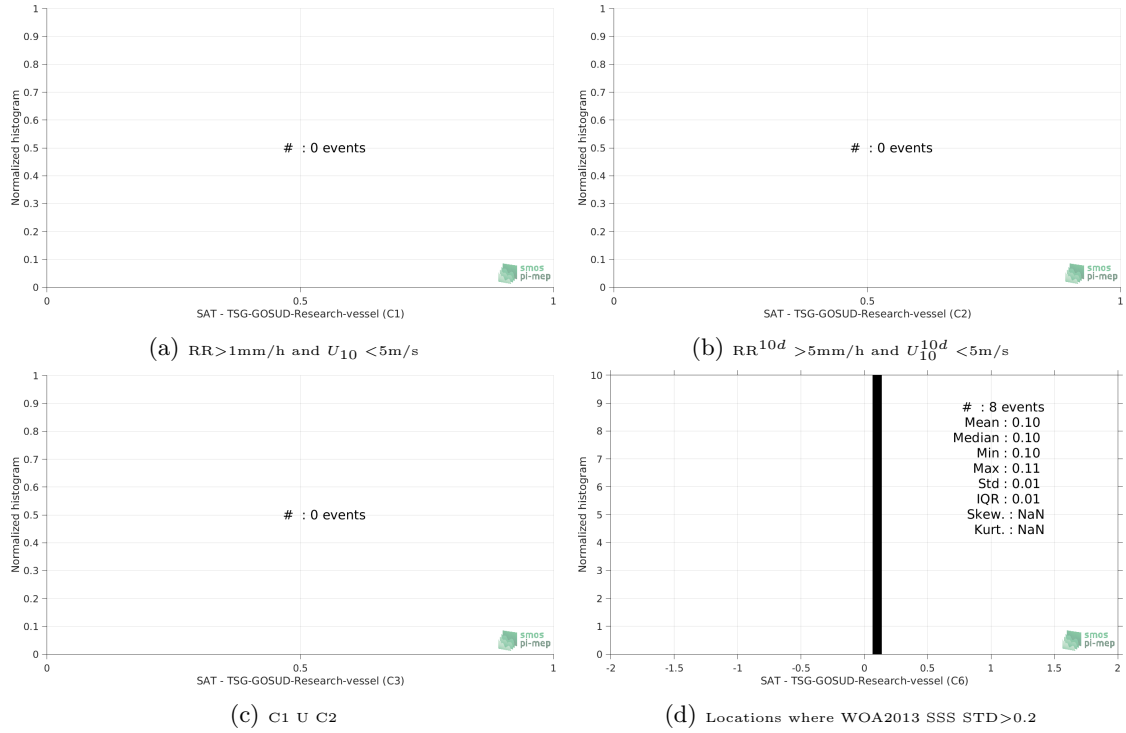 1
0.9
0.8
0.7
0.6
0.5
0.4
0.3
0.2
0.1
0
Normalized histogram
# : 0 events
smos
pi-mep
0
0.5
1
SAT - TSG-GOSUD-Research-vessel (C1)
(a) RR>1mm/h and U10 <5m/s
1
0.9
0.8
0.7
0.6
0.5
0.4
0.3
0.2
0.1
0
Normalized histogram
# : 0 events
smos
pi-mep
0
0.5
1
SAT - TSG-GOSUD-Research-vessel (C2)
(b) RR10d >5mm/h and U10d10 <5m/s
1
0.9
0.8
0.7
0.6
0.5
0.4
0.3
0.2
0.1
0
Normalized histogram
# : 0 events
smos
pi-mep
0
0.5
1
SAT - TSG-GOSUD-Research-vessel (C3)
(c) C1 U C2
10
9
8
7
6
5
4
3
2
1
0
Normalized histogram
# : 8 events
Mean : 0.10
Median : 0.10
Min : 0.10
Max : 0.11
Std : 0.01
IQR : 0.01
Skew. : NaN
Kurt. : NaN
smos
pi-mep
-2
-1.5
-1
-0.5
0
0.5
1
1.5
2
SAT - TSG-GOSUD-Research-vessel (C6)
(d) Locations where WOA2013 SSS STD>0.2